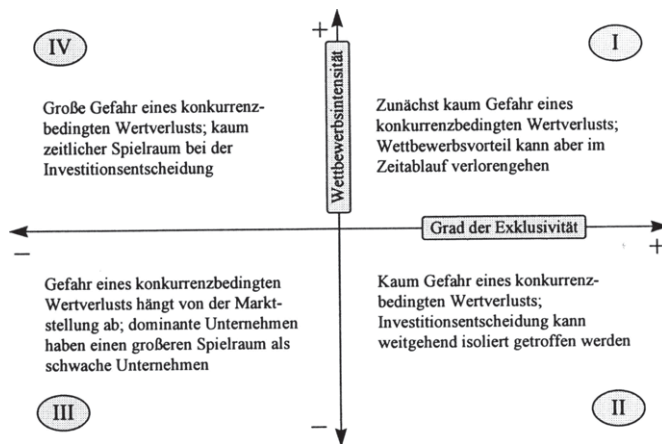 IV
+
I
Wettbewerbsintensität
Große Gefahr eines konkurrenz-
bedingten Wertverlusts; kaum
zeitlicher Spielraum bei der
Investitionsentscheidung
Zunächst kaum Gefahr eines
konkurrenzbedingten Wertverlusts;
Wettbewerbsvorteil kann aber im
Zeitablauf verlorengehen
Grad der Exklusivität
−
+
Gefahr eines konkurrenzbedingten
Wertverlusts hängt von der Markt-
stellung ab; dominante Unternehmen
haben einen großeren Spielraum als
schwache Unternehmen
Kaum Gefahr eines konkurrenz-
bedingten Wertverlusts;
Investitionsentscheidung kann
weitgehend isoliert getroffen werden
III
−
II